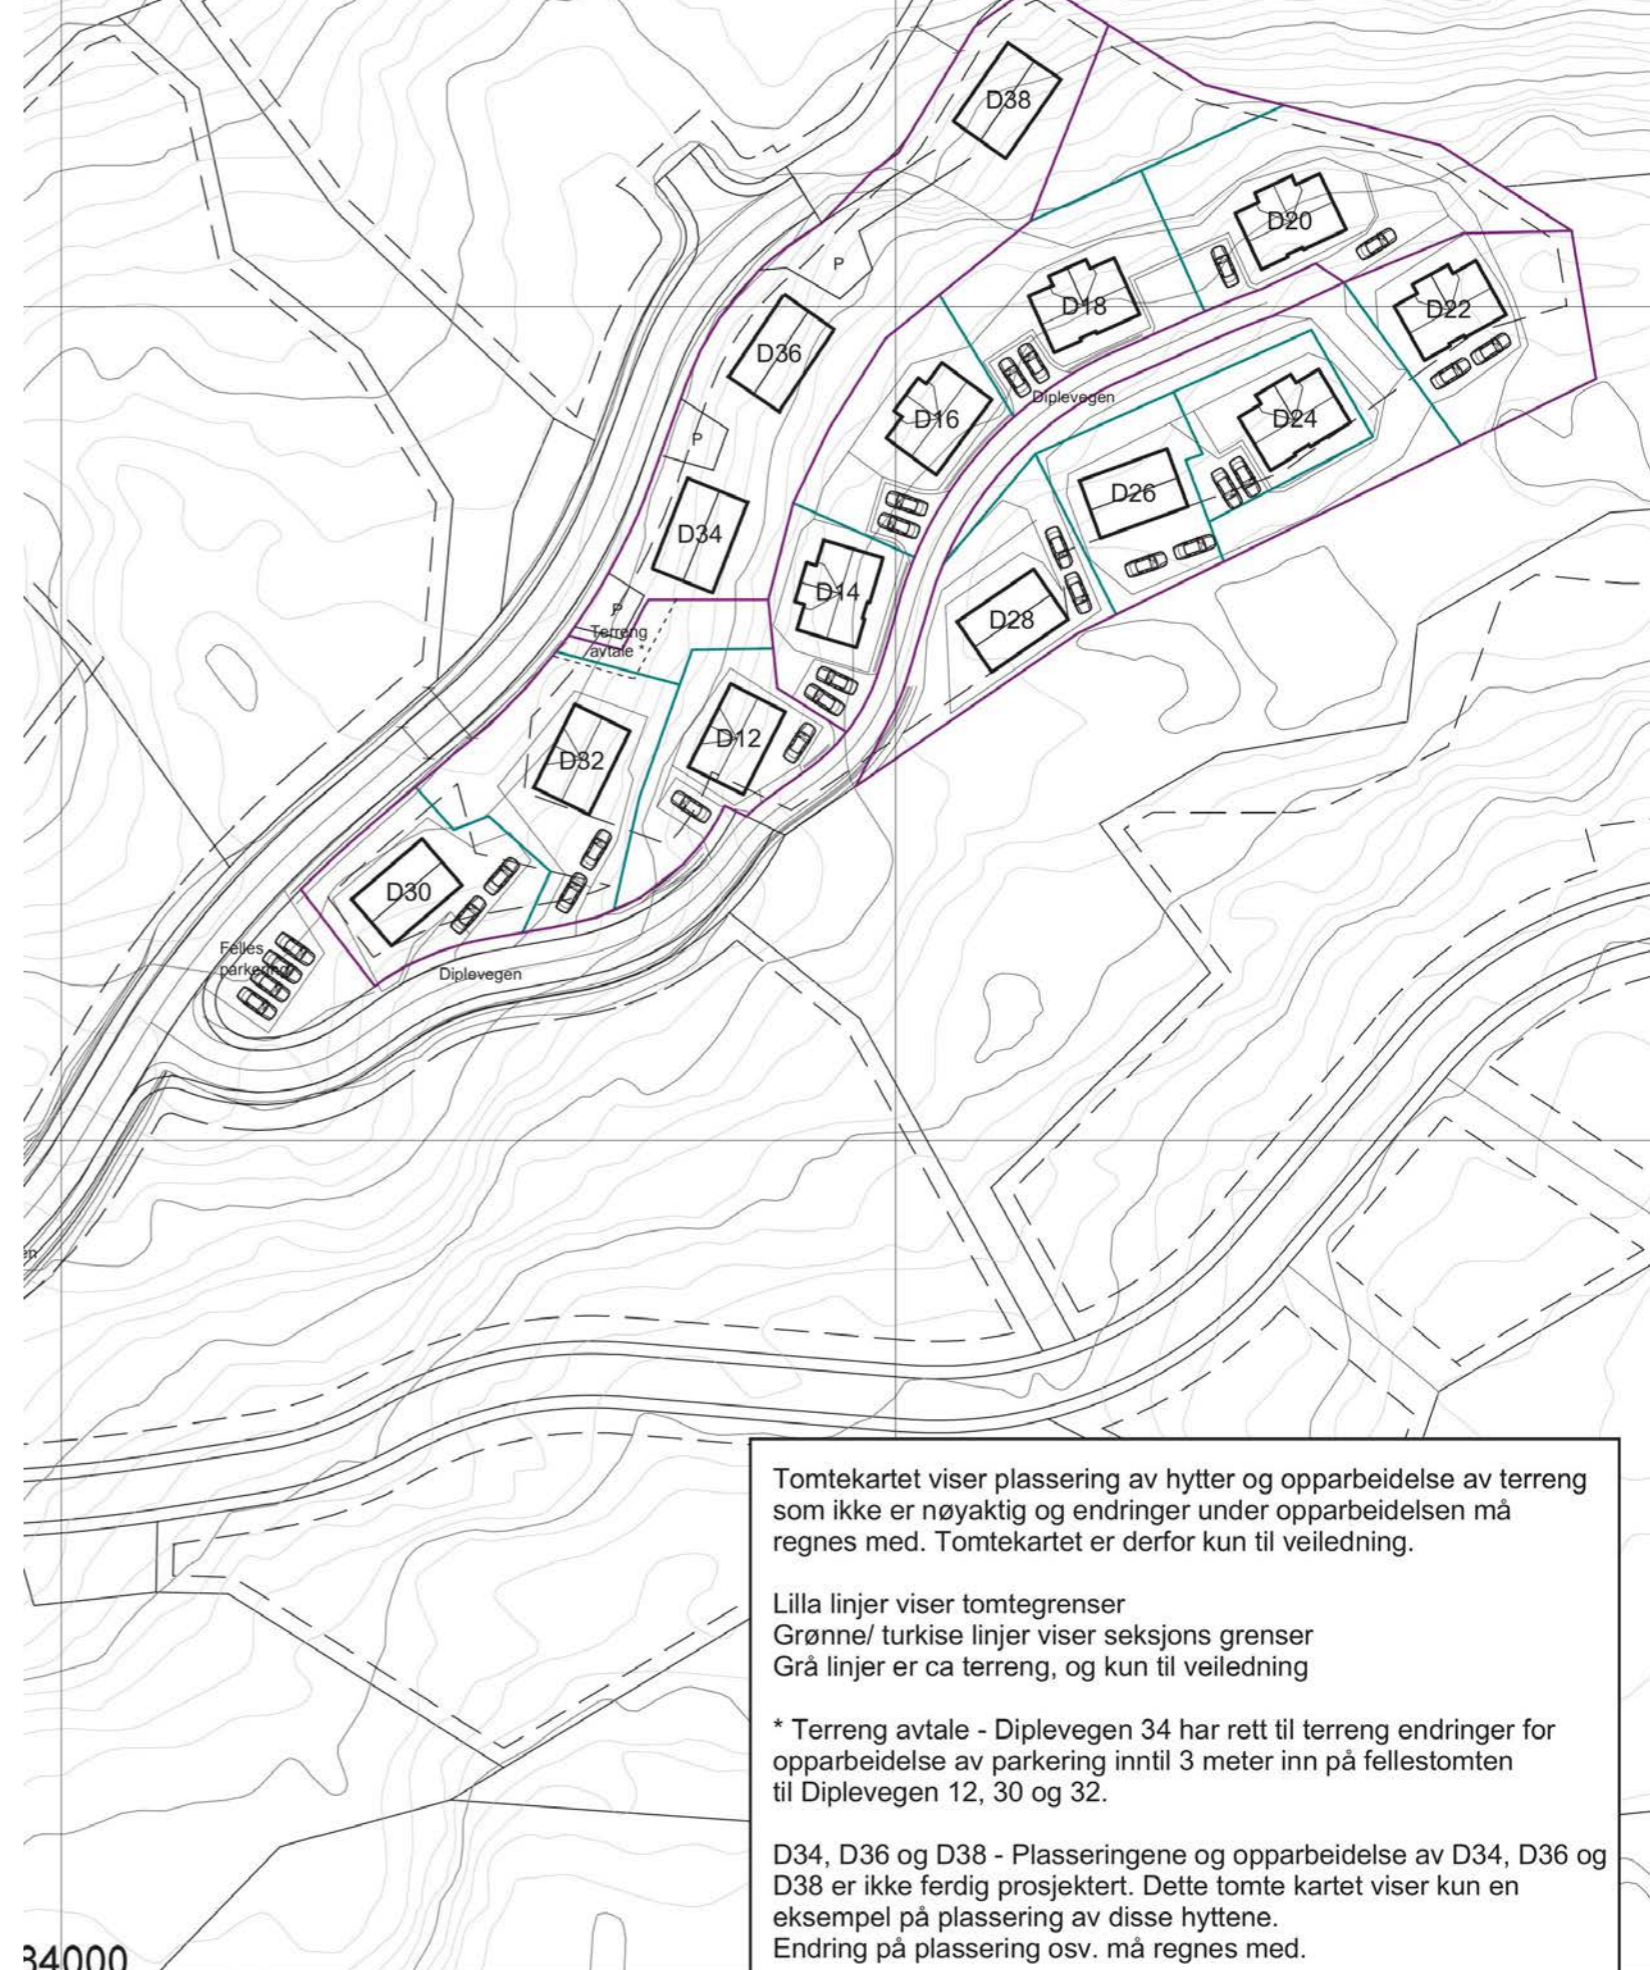 D38
D20
P
D18
D22
D36
Diplevegen
D16
D24
P
D26
D34
D14
P
D28
Terreng
avtale *
D12
D32
D30
Felles
parkering
Diplevegen
Tomtekartet viser plassering av hytter og opparbeidelse av terreng
som ikke er nøyaktig og endringer under opparbeidelsen må
regnes med. Tomtekartet er derfor kun til veiledning.
Lilla linjer viser tomtegrenser
Grønne/ turkise linjer viser seksjons grenser
Grå linjer er ca terreng, og kun til veiledning
* Terreng avtale - Diplevegen 34 har rett til terreng endringer for
opparbeidelse av parkering inntil 3 meter inn på fellestomten
til Diplevegen 12, 30 og 32.
D34, D36 og D38 - Plasseringene og opparbeidelse av D34, D36 og
D38 er ikke ferdig prosjektert. Dette tomte kartet viser kun en
eksempel på plassering av disse hyttene.
Endring på plassering osv. må regnes med.
84000